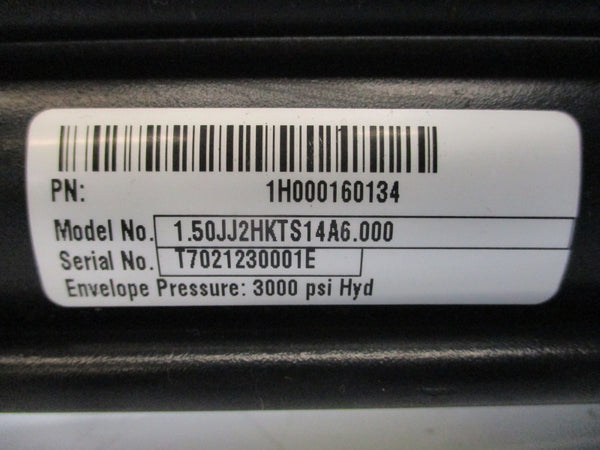 PN: 1H000160134
Model No. 1.50JJ2HKTS14A6.000
Serial No. T7021230001E
Envelope Pressure: 3000 psi Hyd